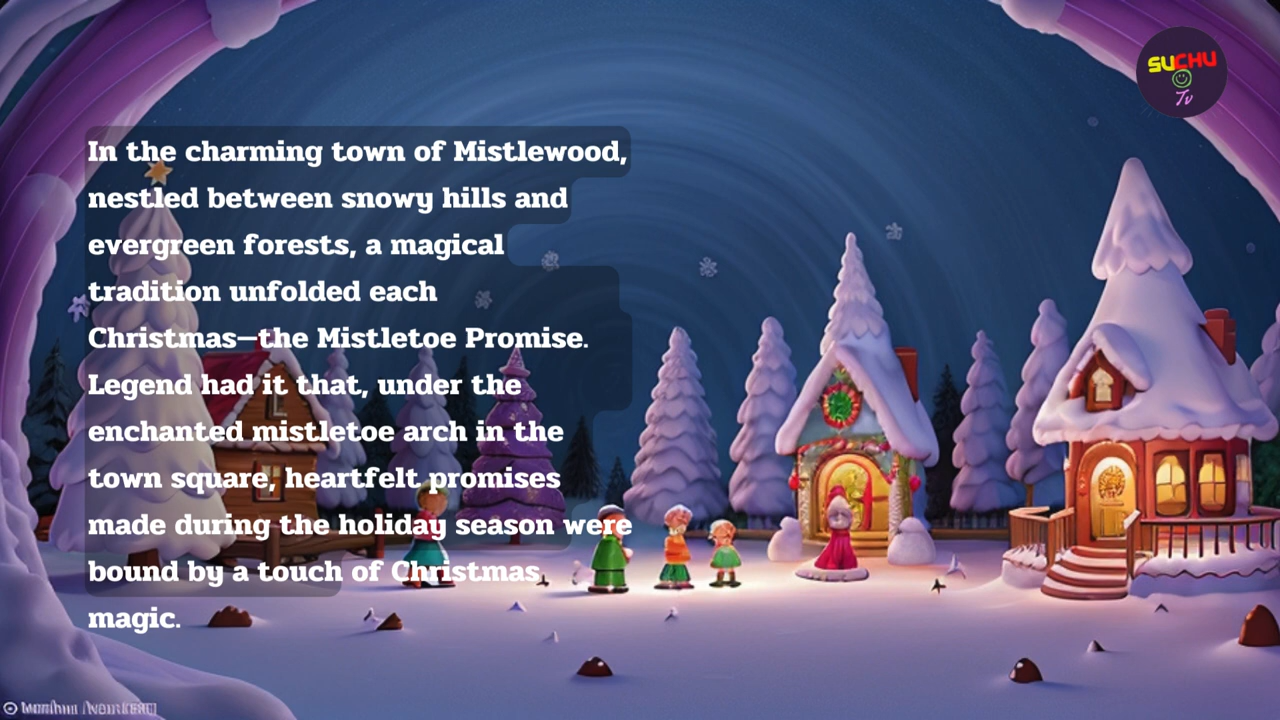 In the charming town of Mistlewood,
nestled between snowy hills and
evergreen forests, a magical
tradition unfolded each
Christmas—the Mistletoe Promise.
Legend had it that, under the
enchanted mistletoe arch in the
town square, heartfelt promises
made during the holiday season were
bound by a touch of Christmas
magic.
SUCHU
Tv